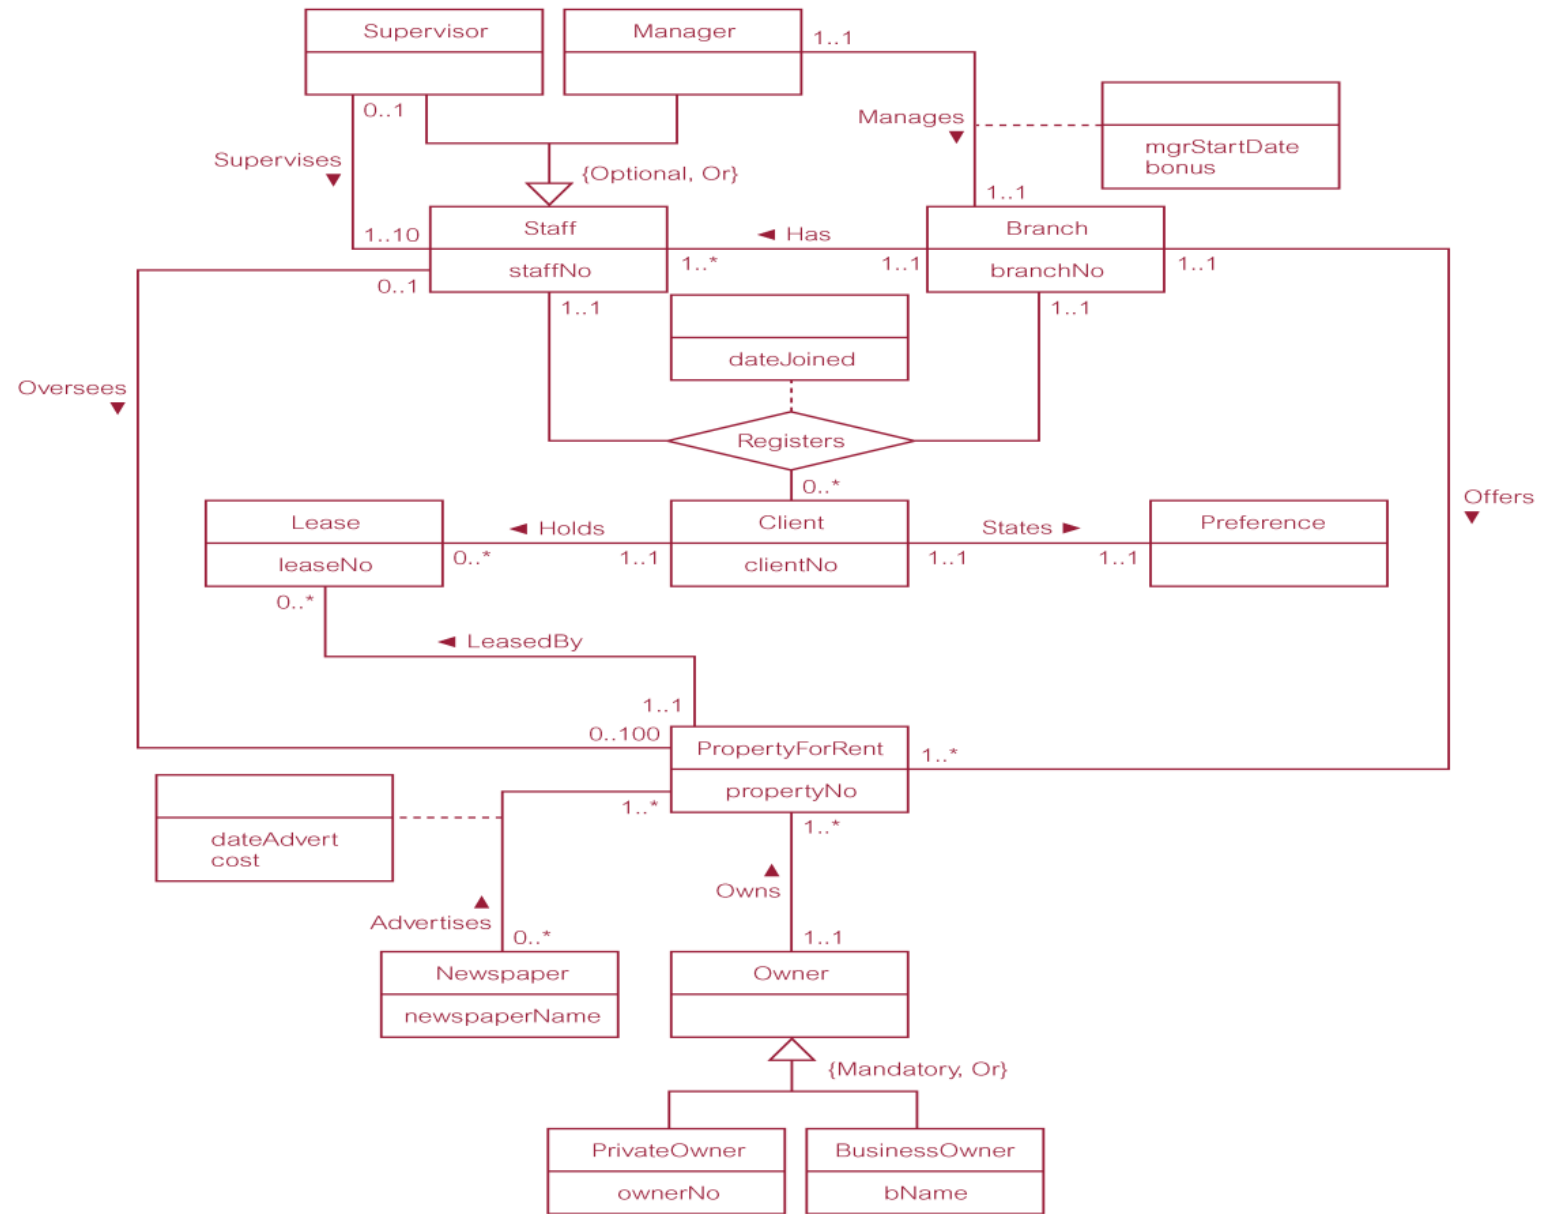 Supervisor
Manager
1..1
0..1
Manages ▼
mgrStartDate
bonus
Supervises ▼
{Optional, Or}
1..1
1..10
Staff
◄ Has
Branch
staffNo
1..*
1..1
branchNo
1..1
0..1
1..1
1..1
dateJoined
Oversees ▼
Registers
0..*
Offers ▼
Lease
◄ Holds
Client
States ►
Preference
leaseNo
0..*
1..1
clientNo
1..1
1..1
0..*
◄ LeasedBy
1..1
0..100
PropertyForRent
1..*
propertyNo
1..*
1..*
dateAdvert
cost
▲
Owns
▲
Advertises
0..*
1..1
Newspaper
Owner
newspaperName
{Mandatory, Or}
PrivateOwner
BusinessOwner
ownerNo
bName